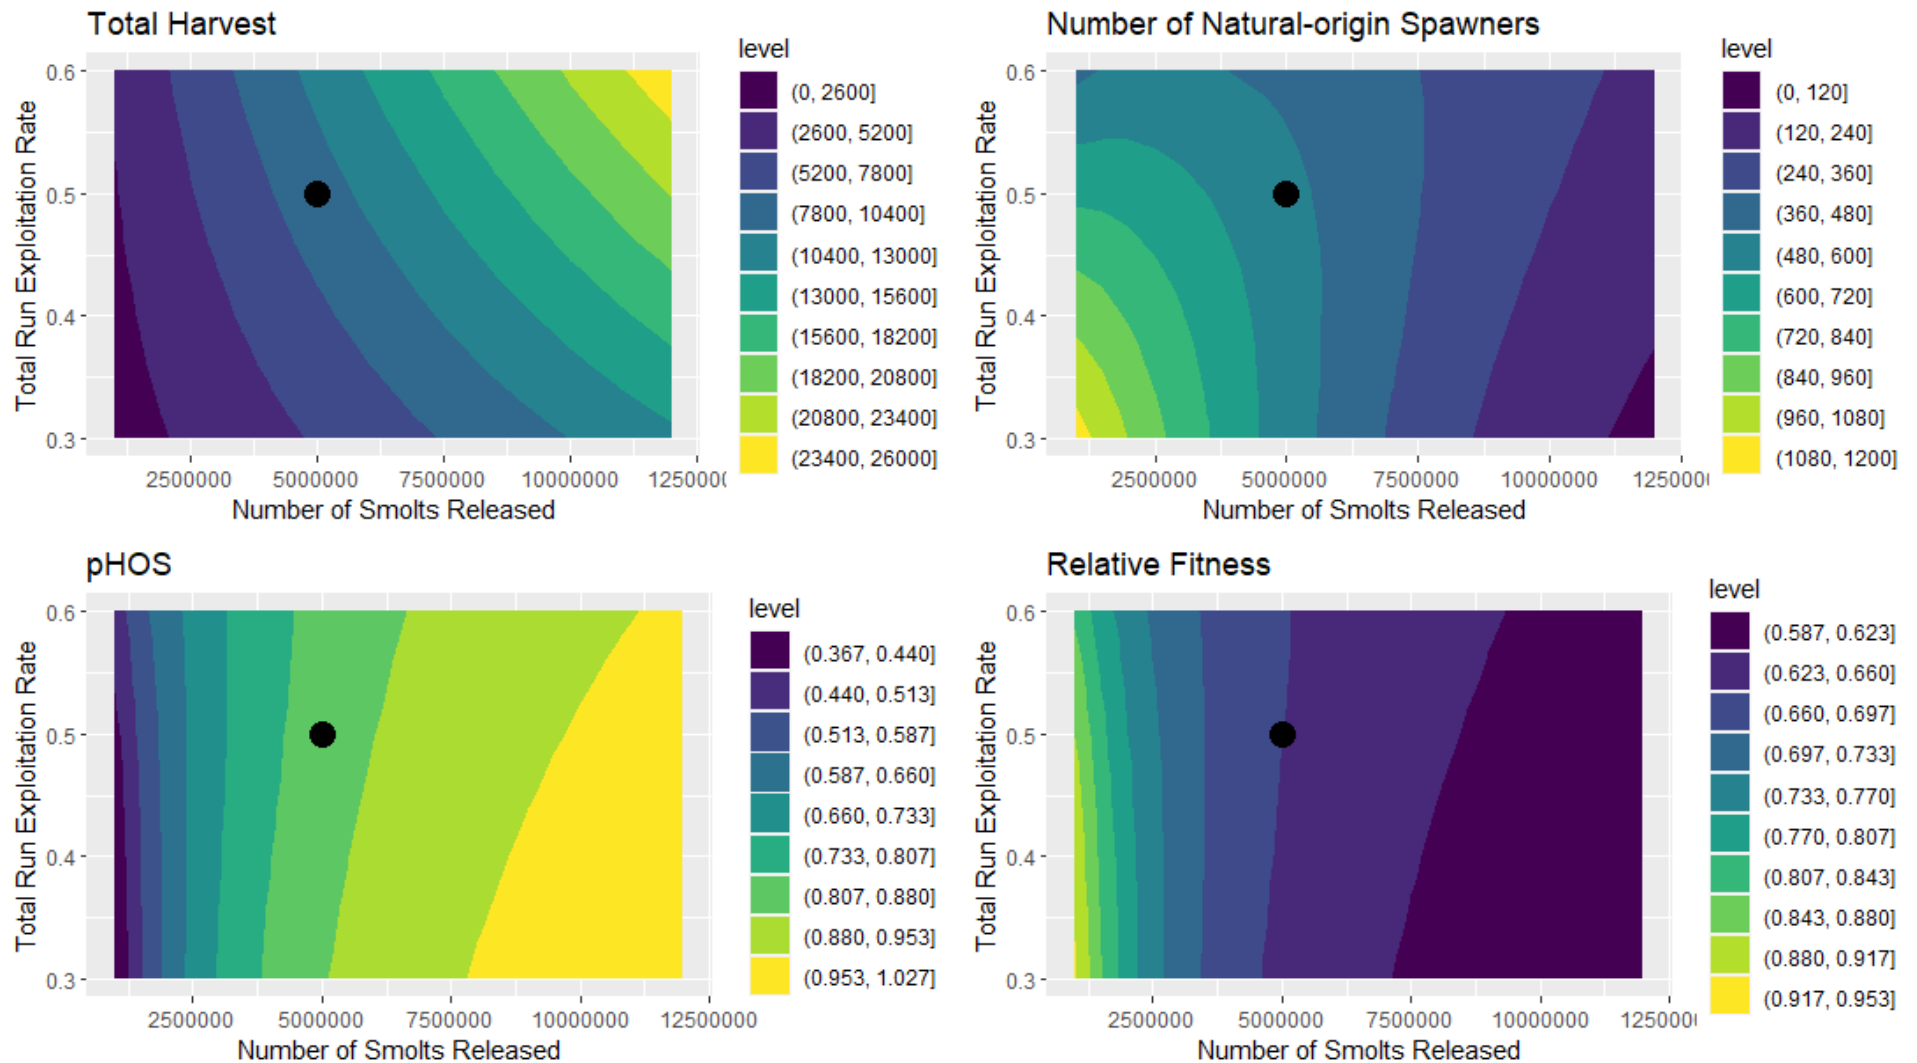 Total Harvest
Total Run Exploitation Rate
0.6
0.5
0.4
0.3
2500000 5000000 7500000 10000000
Number of Smolts Released
level
(0, 2600]
(2600, 5200]
(5200, 7800]
(7800, 10400]
(10400, 13000]
(13000, 15600]
(15600, 18200]
(18200, 20800]
(20800, 23400]
(23400, 26000]
Number of Natural-origin Spawners
Total Run Exploitation Rate
0.6
0.5
0.4
0.3
2500000 5000000 7500000 10000000
Number of Smolts Released
level
(0, 120]
(120, 240]
(240, 360]
(360, 480]
(480, 600]
(600, 720]
(720, 840]
(840, 960]
(960, 1080]
(1080, 1200]
pHOS
Total Run Exploitation Rate
0.6
0.5
0.4
0.3
2500000 5000000 7500000 10000000 12500000
Number of Smolts Released
level
(0.367, 0.440]
(0.440, 0.513]
(0.513, 0.587]
(0.587, 0.660]
(0.660, 0.733]
(0.733, 0.807]
(0.807, 0.880]
(0.880, 0.953]
(0.953, 1.027]
Relative Fitness
Total Run Exploitation Rate
0.6
0.5
0.4
0.3
2500000 5000000 7500000 10000000
Number of Smolts Released
level
(0.587, 0.623]
(0.623, 0.660]
(0.660, 0.697]
(0.697, 0.733]
(0.733, 0.770]
(0.770, 0.807]
(0.807, 0.843]
(0.843, 0.880]
(0.880, 0.917]
(0.917, 0.953]